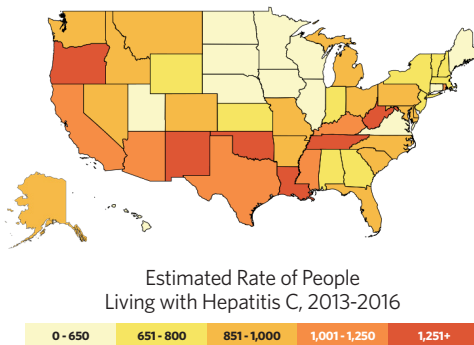 Estimated Rate of People
Living with Hepatitis C, 2013-2016
0 - 650 651 - 800 851 - 1,000 1,001 - 1,250 1,251+